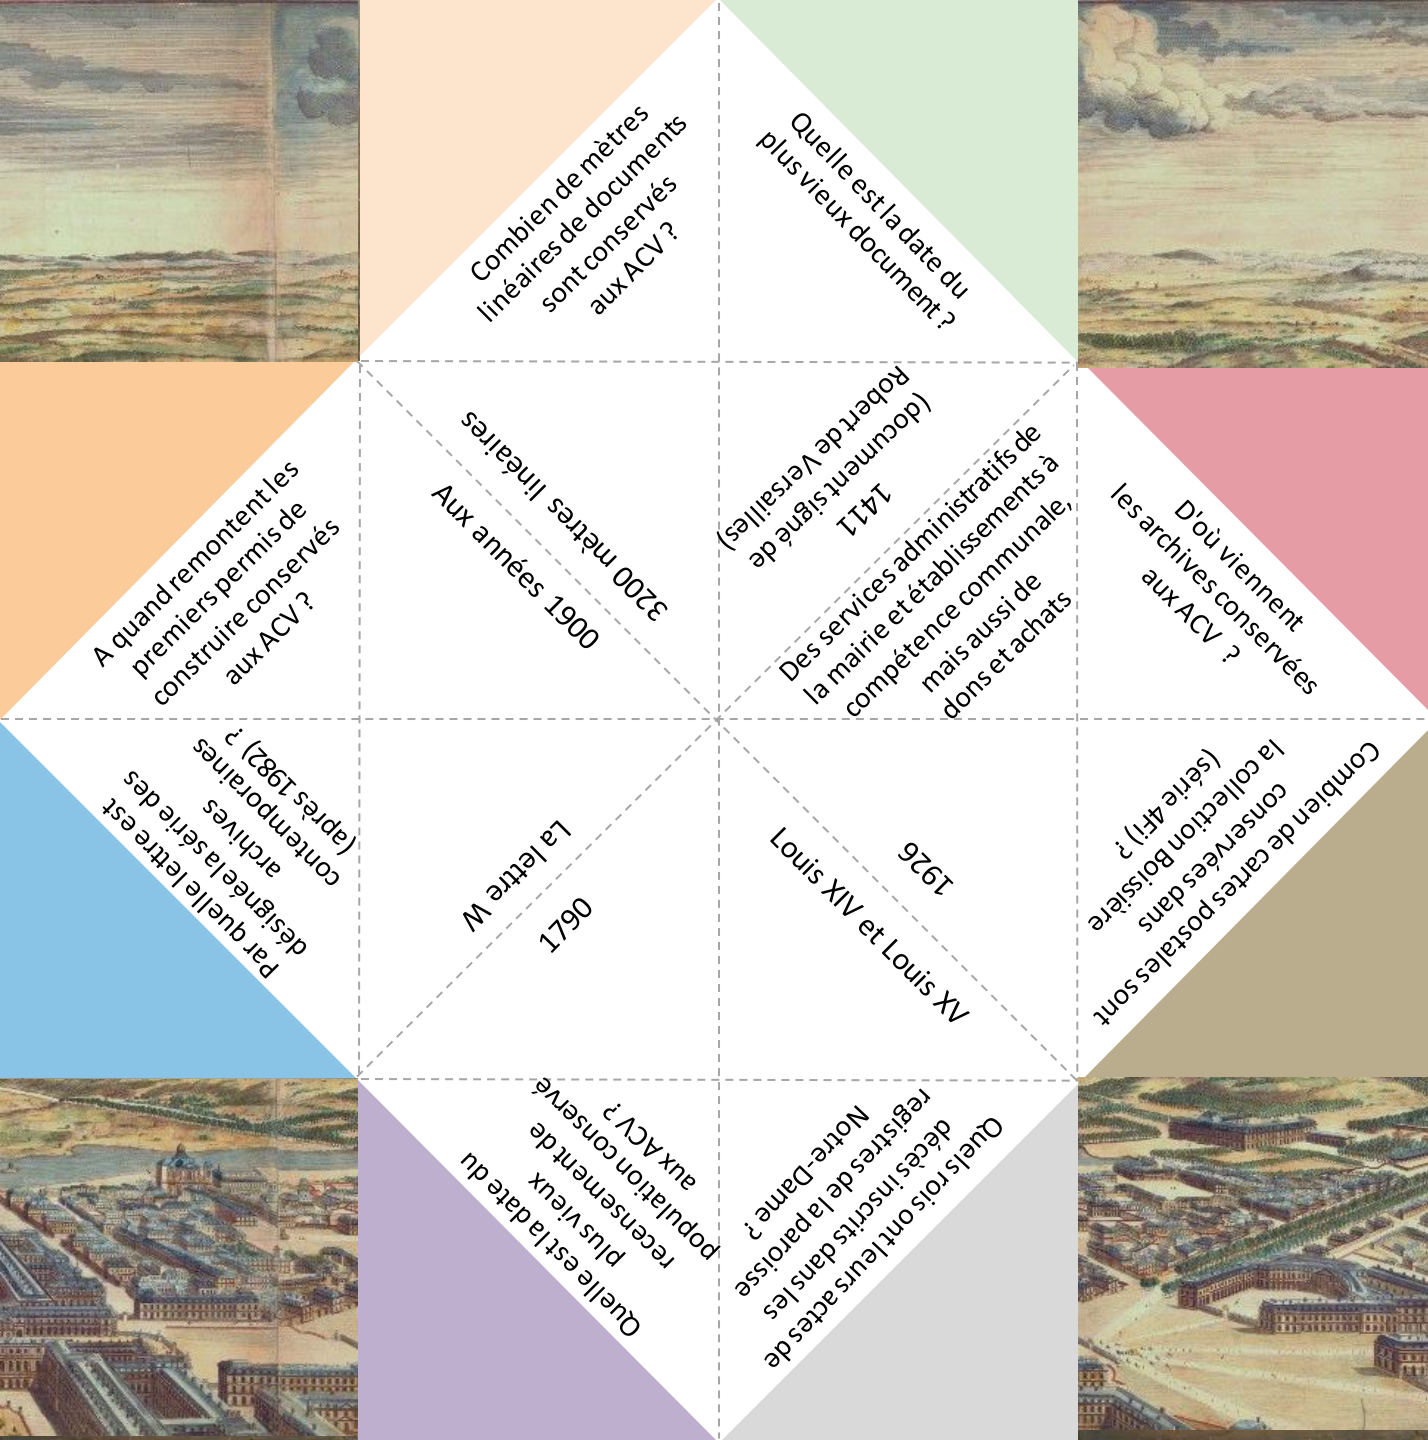 Combien de mètres
linéaires de documents
sont conservés
aux ACV ?
Quelle est la date du
plus vieux document ?
3200 mètres linéaires
Aux années 1900
1411
(document signé de
Robert de Versailles)
Des services administratifs de
la mairie et établissements à
compétence communale,
mais aussi de
dons et achats
A quand remontent les
premiers permis de
construire conservés
aux ACV ?
D'où viennent
les archives conservées
aux ACV ?
Par quelle lettre est
désignée la série des
archives
contemporaines
(après 1982) ?
La lettre W
1790
1926
Louis XIV et Louis XV
Combien de cartes postales sont
conservées dans
la collection Boissière
(série 4Fi) ?
Quelle est la date du
plus vieux
recensement de
population conservé
aux ACV ?
Quels rois ont leurs actes de
décès inscrits dans les
registres de la paroisse
Notre-Dame ?